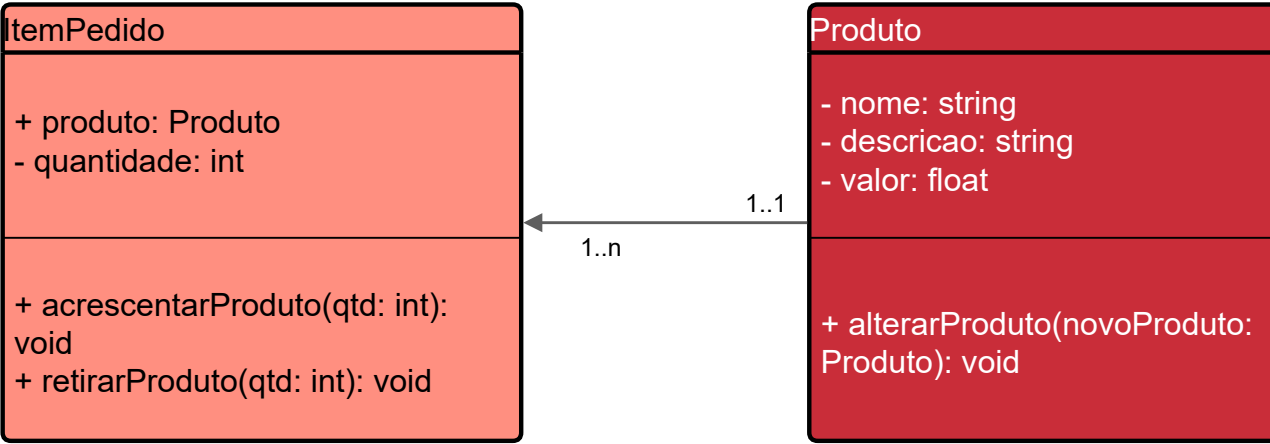 ItemPedido
+ produto: Produto
- quantidade: int
+ acrescentarProduto(qtd: int):
void
+ retirarProduto(qtd: int): void
1..n
1..1
Produto
- nome: string
- descricao: string
- valor: float
+ alterarProduto(novoProduto:
Produto): void